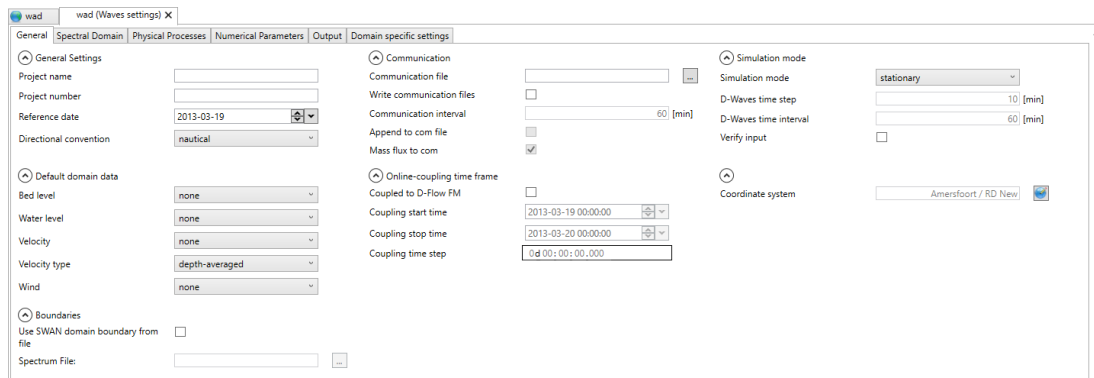 wad
wad (Waves settings) X
General Spectral Domain Physical Processes Numerical Parameters Output Domain specific settings
General Settings
Project name
Project number
Reference date 2013-03-19
Directional convention nautical
Communication
Communication file ...
Write communication files
Communication interval 60 [min]
Append to com file
Mass flux to com
Simulation mode
Simulation mode stationary
D-Waves time step 10 [min]
D-Waves time interval 60 [min]
Verify input
Default domain data
Bed level none
Water level none
Velocity none
Velocity type depth-averaged
Wind none
Online-coupling time frame
Coupled to D-Flow FM
Coupling start time 2013-03-19 00:00:00
Coupling stop time 2013-03-20 00:00:00
Coupling time step 0d 00:00:00.000
Coordinate system Amersfoort / RD New
Boundaries
Use SWAN domain boundary from
file
Spectrum File: ...